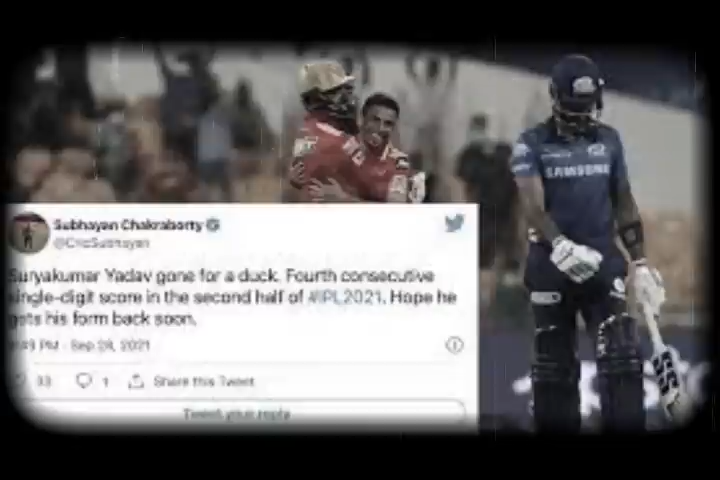 SAMSUNG
Subhayan Chakraborty
@CricSubhayan
Suryakumar Yadav gone for a duck. Fourth consecutive
single-digit score in the second half of #IPL2021. Hope he
gets his form back soon.
PM · Sep 28, 2021
33 1 Share this Tweet
Tweet your reply